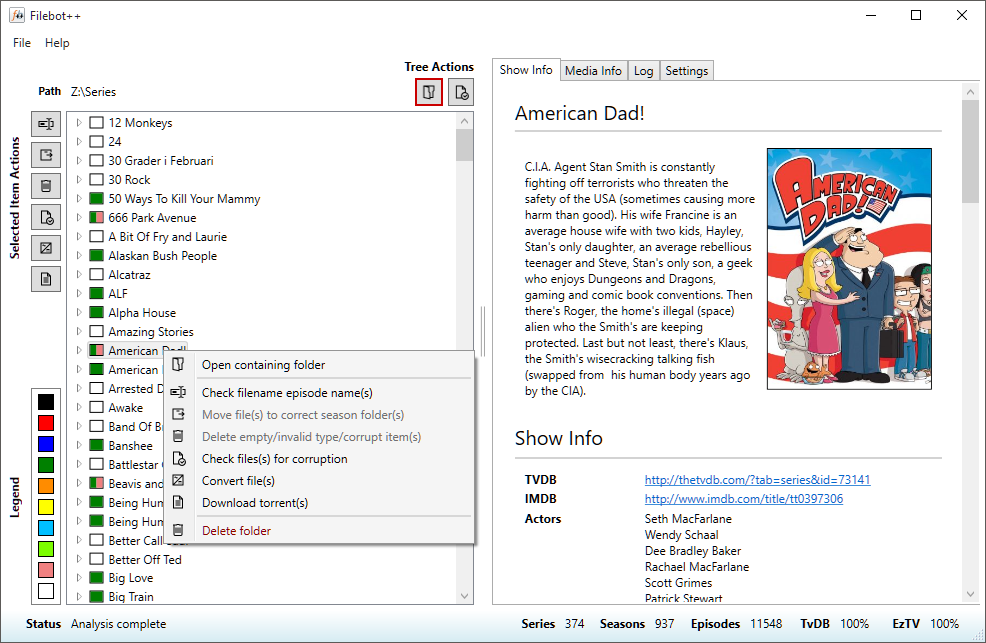 Filebot++
File Help
Tree Actions
Path Z:\Series
Selected Item Actions
12 Monkeys
24
30 Grader i Februari
30 Rock
50 Ways To Kill Your Mammy
666 Park Avenue
A Bit Of Fry and Laurie
Alaskan Bush People
Alcatraz
ALF
Alpha House
Amazing Stories
American Dad!
American
Arrested D
Awake
Band Of B
Banshee
Battlestar
Beavis and
Being Hum
Being Hum
Better Call
Better Off Ted
Big Love
Big Train
Legend
Open containing folder
Check filename episode name(s)
Move file(s) to correct season folder(s)
Delete empty/invalid type/corrupt item(s)
Check files(s) for corruption
Convert file(s)
Download torrent(s)
Delete folder
Show Info Media Info Log Settings
American Dad!
C.I.A. Agent Stan Smith is constantly
fighting off terrorists who threaten the
safety of the USA (sometimes causing more
harm than good). His wife Francine is an
average house wife with two kids, Hayley,
Stan's only daughter, an average rebellious
teenager and Steve, Stan's only son, a geek
who enjoys Dungeons and Dragons,
gaming and comic book conventions. Then
there's Roger, the home's illegal (space)
alien who the Smith's are keeping
protected. Last but not least, there's Klaus,
the Smith's wisecracking talking fish
(swapped from his human body years ago
by the CIA).
AMERICAN
DAD!
Show Info
TVDB http://thetvdb.com/?tab=series&id=73141
IMDB http://www.imdb.com/title/tt0397306
Actors Seth MacFarlane
Wendy Schaal
Dee Bradley Baker
Rachael MacFarlane
Scott Grimes
Patrick Stewart
Status Analysis complete
Series 374 Seasons 937 Episodes 11548 TvDB 100% EzTV 100%